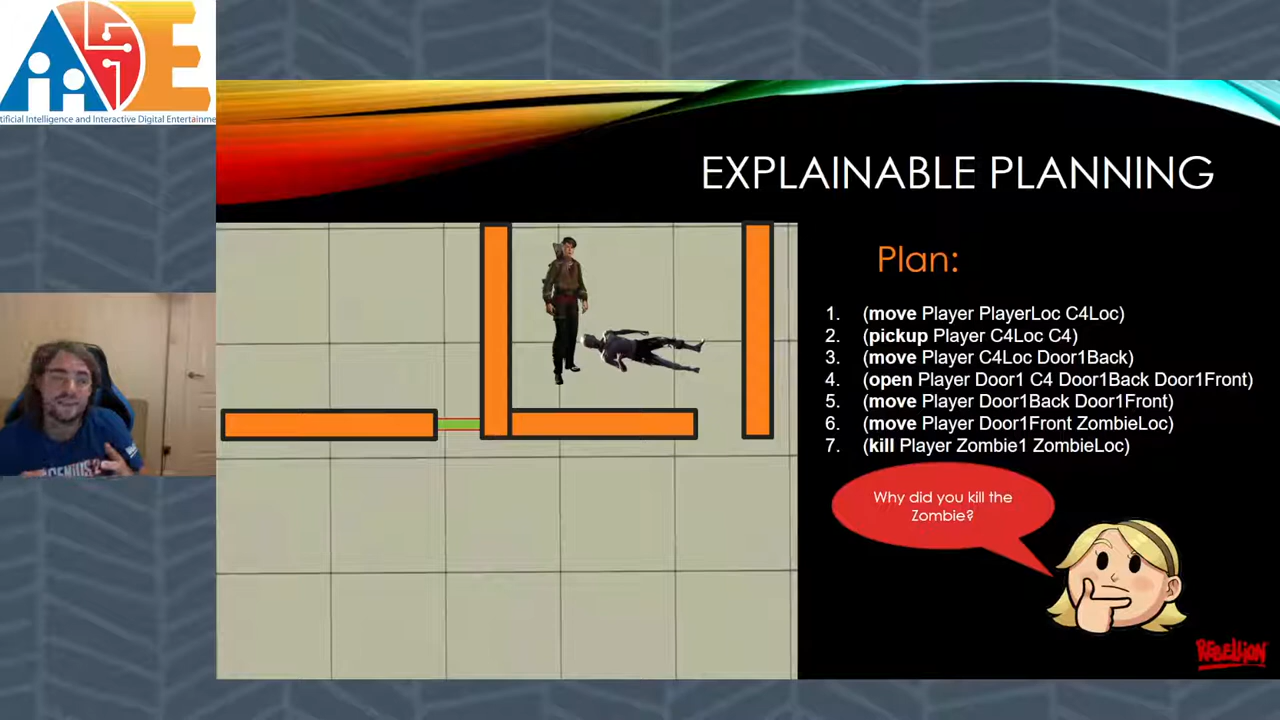 AIIDE
tificial Intelligence and Interactive Digital Entertainme
EXPLAINABLE PLANNING
Plan:
1. (move Player PlayerLoc C4Loc)
2. (pickup Player C4Loc C4)
3. (move Player C4Loc Door1Back)
4. (open Player Door1 C4 Door1Back Door1Front)
5. (move Player Door1Back Door1Front)
6. (move Player Door1Front ZombieLoc)
7. (kill Player Zombie1 ZombieLoc)
Why did you kill the
Zombie?
REBELLION